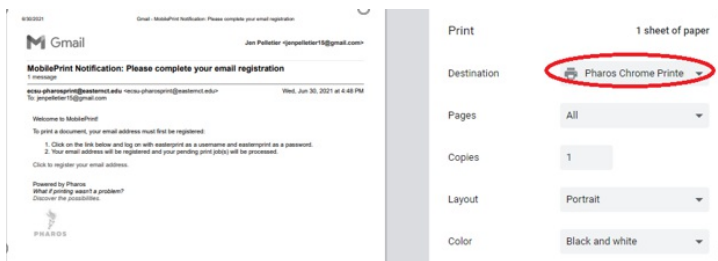 6/30/2021
Gmail - MobilePrint Notification: Please complete your email registration
Gmail
Jen Pelletier <jenpelletier15@gmail.com>
MobilePrint Notification: Please complete your email registration
1 message
ecsu-pharosprint@easternct.edu <ecsu-pharosprint@easternct.edu>
Wed, Jun 30, 2021 at 4:48 PM
To: jenpelletier15@gmail.com
Welcome to MobilePrint!
To print a document, your email address must first be registered:
1. Click on the link below and log on with easterprint as a username and easternprint as a password.
2. Your email address will be registered and your pending print job(s) will be processed.
Click to register your email address.
Powered by Pharos
What if printing wasn't a problem?
Discover the possibilities.
PHAROS
Print
1 sheet of paper
Destination
Pharos Chrome Printe
Pages
All
Copies
1
Layout
Portrait
Color
Black and white